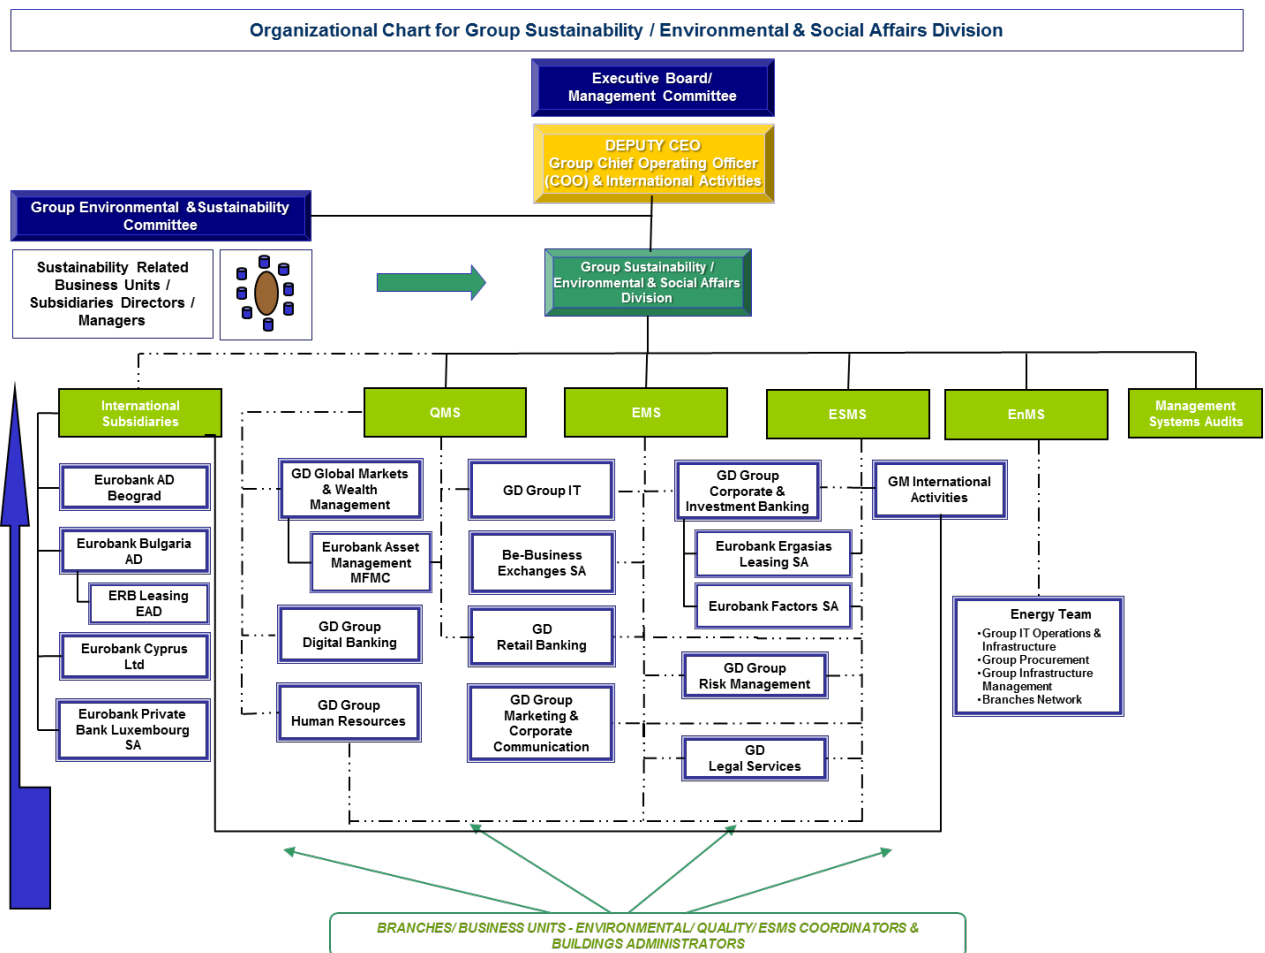 Organizational Chart for Group Sustainability / Environmental & Social Affairs Division
Executive Board/
Management Committee
DEPUTY CEO
Group Chief Operating Officer
(COO) & International Activities
Group Environmental &Sustainability
Committee
Sustainability Related
Business Units /
Subsidiaries Directors /
Managers
Group Sustainability /
Environmental & Social Affairs
Division
International
Subsidiaries
QMS
EMS
ESMS
EnMS
Management
Systems Audits
Eurobank AD
Beograd
Eurobank Bulgaria
AD
ERB Leasing
EAD
Eurobank Cyprus
Ltd
Eurobank Private
Bank Luxembourg
SA
GD Global Markets
& Wealth
Management
Eurobank Asset
Management
MFMC
GD Group
Digital Banking
GD Group
Human Resources
GD Group IT
Be-Business
Exchanges SA
GD
Retail Banking
GD Group
Marketing &
Corporate
Communication
GD Group
Corporate &
Investment Banking
Eurobank Ergasias
Leasing SA
Eurobank Factors SA
GD Group
Risk Management
GD
Legal Services
GM International
Activities
Energy Team
•Group IT Operations &
Infrastructure
•Group Procurement
•Group Infrastructure
Management
•Branches Network
BRANCHES/ BUSINESS UNITS - ENVIRONMENTAL/ QUALITY/ ESMS COORDINATORS &
BUILDINGS ADMINISTRATORS